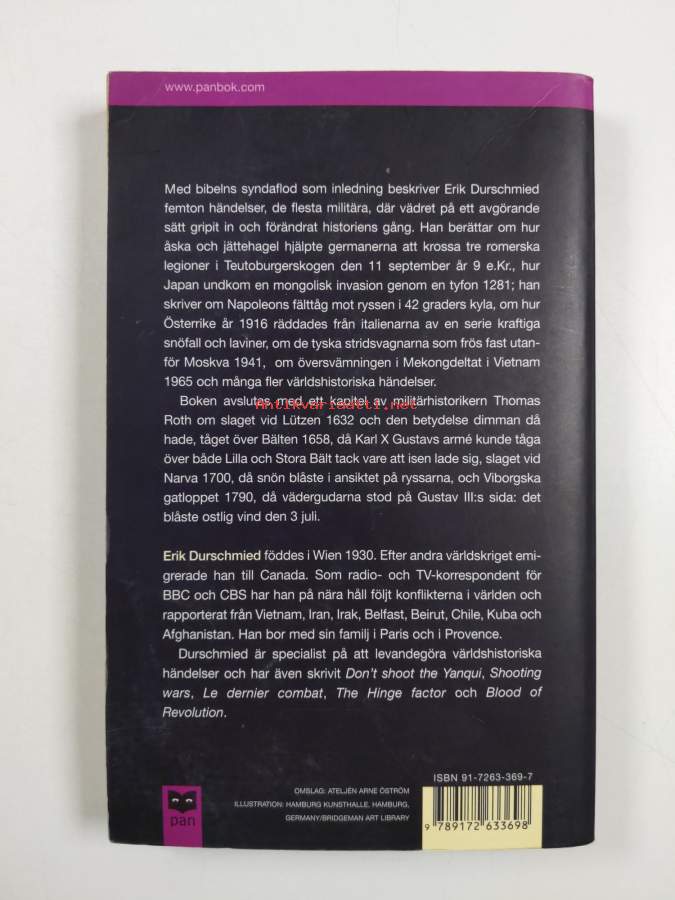 www.panbok.com
Med bibelns syndaflod som inledning beskriver Erik Durschmied
femton händelser, de flesta militära, där vädret på ett avgörande
sätt gripit in och förändrat historiens gång. Han berättar om hur
åska och jättehagel hjälpte germanerna att krossa tre romerska
legioner i Teutoburgerskogen den 11 september år 9 e.Kr., hur
Japan undkom en mongolisk invasion genom en tyfon 1281; han
skriver om Napoleons fälttåg mot ryssen i 42 graders kyla, om hur
Österrike år 1916 räddades från italienarna av en serie kraftiga
snöfall och laviner, om de tyska stridsvagnarna som frös fast utan-
för Moskva 1941, om översvämningen i Mekongdeltat i Vietnam
1965 och många fler världshistoriska händelser.
Boken avslutas med ett kapitel av militärhistorikern Thomas
Antikvariaatti.net
Roth om slaget vid Lützen 1632 och den betydelse dimman då
hade, tåget över Bälten 1658, då Karl X Gustavs armé kunde tåga
över både Lilla och Stora Bält tack vare att isen lade sig, slaget vid
Narva 1700, då snön blåste i ansiktet på ryssarna, och Viborgska
gatloppet 1790, då vädergudarna stod på Gustav III:s sida: det
blåste ostlig vind den 3 juli.
Erik Durschmied föddes i Wien 1930. Efter andra världskriget emi-
grerade han till Canada. Som radio- och TV-korrespondent för
BBC och CBS har han på nära håll följt konflikterna i världen och
rapporterat från Vietnam, Iran, Irak, Belfast, Beirut, Chile, Kuba och
Afghanistan. Han bor med sin familj i Paris och i Provence.
Durschmied är specialist på att levandegöra världshistoriska
händelser och har även skrivit Don't shoot the Yanqui, Shooting
wars, Le dernier combat, The Hinge factor och Blood of
Revolution.
ISBN 91-7263-369-7
OMSLAG: ATELJÉN ARNE ÖSTRÖM
ILLUSTRATION: HAMBURG KUNSTHALLE, HAMBURG,
GERMANY/BRIDGEMAN ART LIBRARY
pan
9 789172 633698